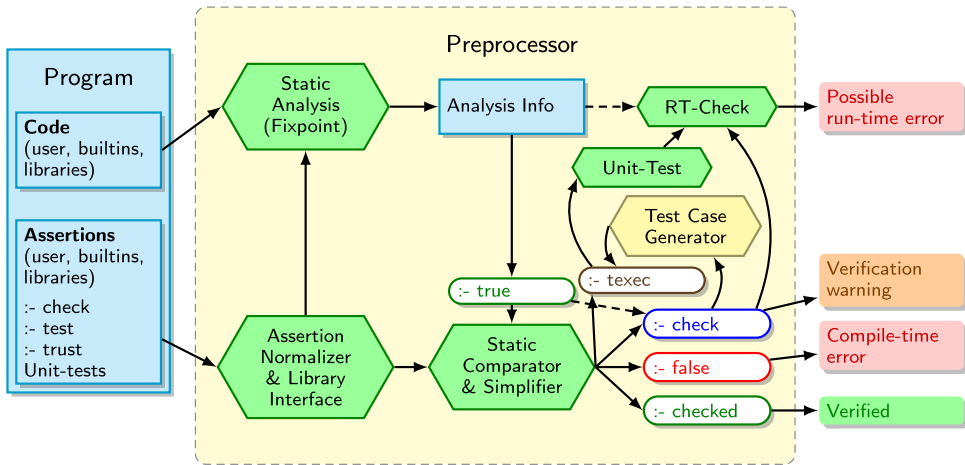 Preprocessor
Program
Code
(user, builtins,
libraries)
Assertions
(user, builtins,
libraries)
:- check
:- test
:- trust
Unit-tests
Static
Analysis
(Fixpoint)
Analysis Info
RT-Check
Possible
run-time error
Unit-Test
Test Case
Generator
:- texec
:- true
:- check
Verification
warning
Assertion
Normalizer
& Library
Interface
Static
Comparator
& Simplifier
:- false
Compile-time
error
:- checked
Verified